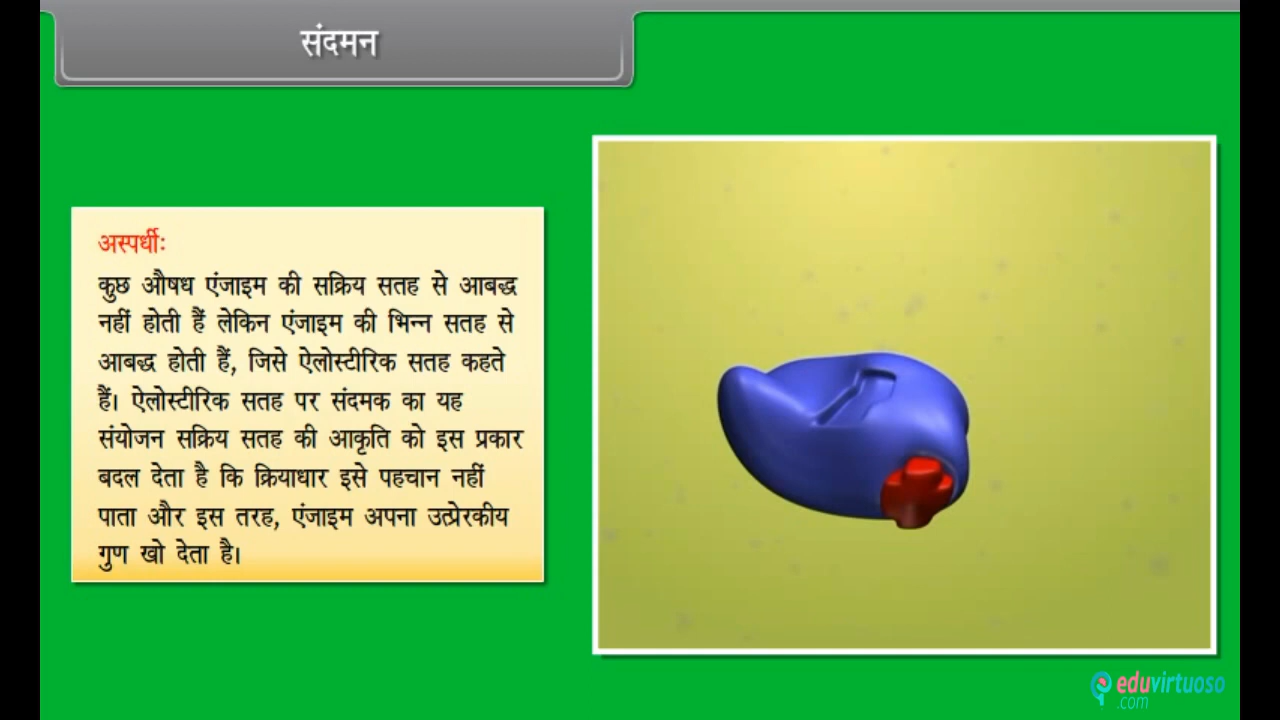 संदमन
अस्पर्धीः
कुछ औषध एंजाइम की सक्रिय सतह से आबद्ध
नहीं होती हैं लेकिन एंजाइम की भिन्न सतह से
आबद्ध होती हैं, जिसे ऐलोस्टीरिक सतह कहते
हैं। ऐलोस्टीरिक सतह पर संदमक का यह
संयोजन सक्रिय सतह की आकृति को इस प्रकार
बदल देता है कि क्रियाधार इसे पहचान नहीं
पाता और इस तरह, एंजाइम अपना उत्प्रेरकीय
गुण खो देता है।
eduvirtuoso
.com